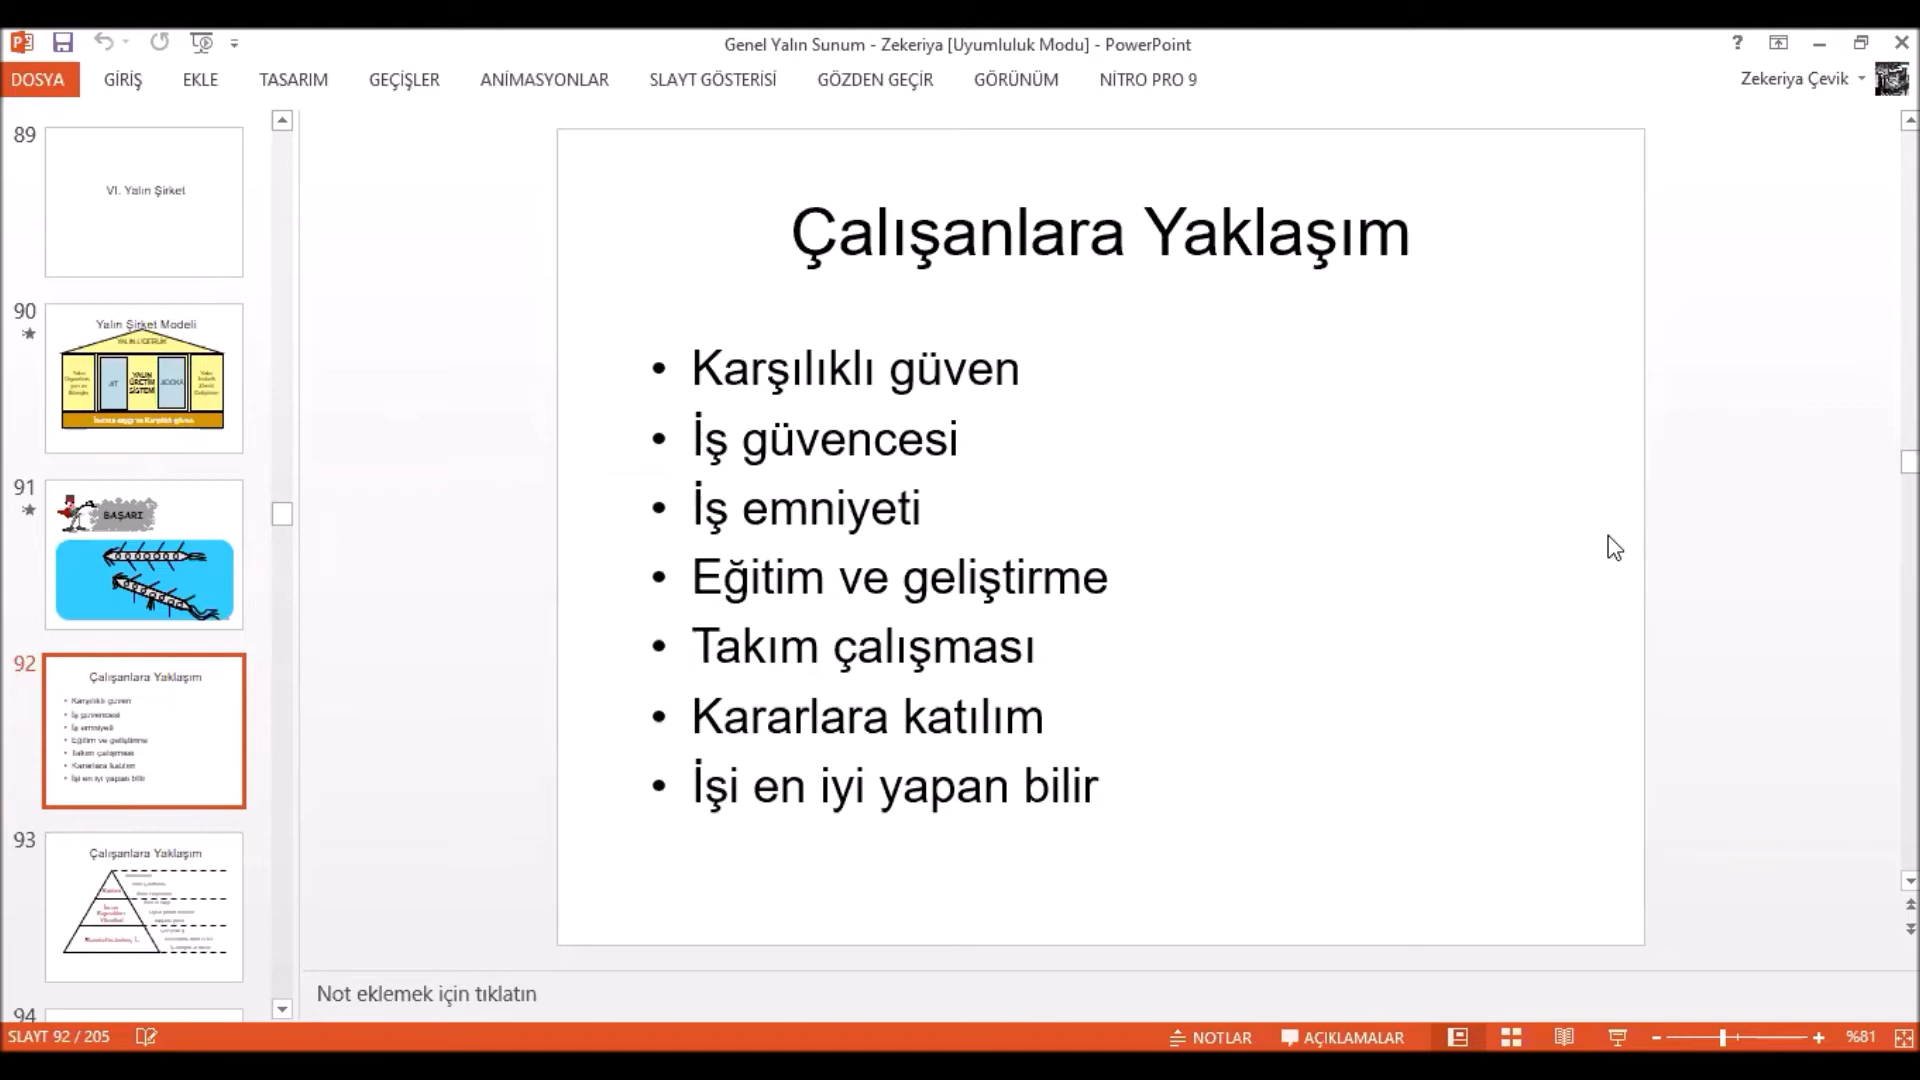 Genel Yalın Sunum - Zekeriya [Uyumluluk Modu] - PowerPoint
DOSYA GİRİŞ EKLE TASARIM GEÇİŞLER ANİMASYONLAR SLAYT GÖSTERİSİ GÖZDEN GEÇİR GÖRÜNÜM NİTRO PRO 9
Zekeriya Çevik
89
VI. Yalın Şirket
90
Yalın Şirket Modeli
YALIN
ÜRETİM
SİSTEMİ
91
BAŞARI
92
Çalışanlara Yaklaşım
• Karşılıklı güven
• İş güvencesi
• İş emniyeti
• Eğitim ve geliştirme
• Takım çalışması
• Kararlara katılım
• İşi en iyi yapan bilir
93
Çalışanlara Yaklaşım
94
Çalışanlara Yaklaşım
• Karşılıklı güven
• İş güvencesi
• İş emniyeti
• Eğitim ve geliştirme
• Takım çalışması
• Kararlara katılım
• İşi en iyi yapan bilir
Not eklemek için tıklatın
SLAYT 92 / 205
NOTLAR
AÇIKLAMALAR
%81